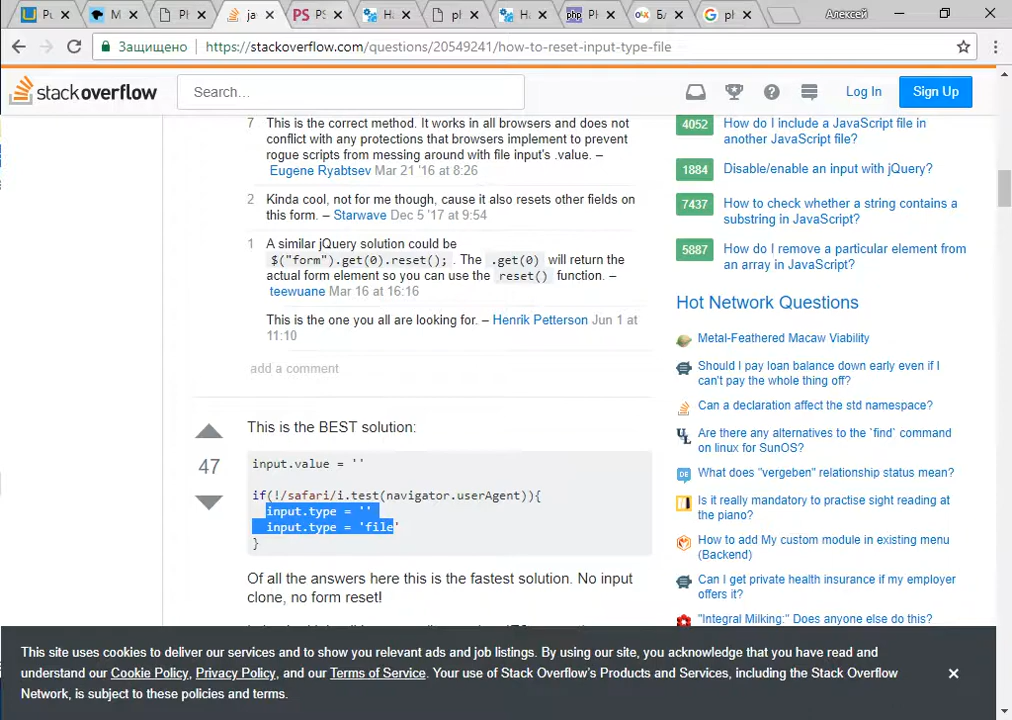 Pu
M
Pl
ja
PS PS
H
pl
H
php Pl
olx Б
G pl
Алексей
Защищено https://stackoverflow.com/questions/20549241/how-to-reset-input-type-file
stackoverflow Search... Log In Sign Up
7 This is the correct method. It works in all browsers and does not
conflict with any protections that browsers implement to prevent
rogue scripts from messing around with file input's .value. –
Eugene Ryabtsev Mar 21 '16 at 8:26
2 Kinda cool, not for me though, cause it also resets other fields on
this form. – Starwave Dec 5 '17 at 9:54
1 A similar jQuery solution could be
$("form").get(0).reset(); . The .get(0) will return the
actual form element so you can use the reset() function. –
teewuane Mar 16 at 16:16
This is the one you all are looking for. – Henrik Petterson Jun 1 at
11:10
add a comment
47
This is the BEST solution:
input.value = ''
if(!/safari/i.test(navigator.userAgent)){
input.type = ''
input.type = 'file'
}
Of all the answers here this is the fastest solution. No input
clone, no form reset!
4052 How do I include a JavaScript file in
another JavaScript file?
1884 Disable/enable an input with jQuery?
7437 How to check whether a string contains a
substring in JavaScript?
5887 How do I remove a particular element from
an array in JavaScript?
Hot Network Questions
Metal-Feathered Macaw Viability
Should I pay loan balance down early even if I
can't pay the whole thing off?
Can a declaration affect the std namespace?
Are there any alternatives to the `find` command
on linux for SunOS?
What does "vergeben" relationship status mean?
Is it really mandatory to practise sight reading at
the piano?
How to add My custom module in existing menu
(Backend)
Can I get private health insurance if my employer
offers it?
"Integral Milking:" Does anyone else do this?
This site uses cookies to deliver our services and to show you relevant ads and job listings. By using our site, you acknowledge that you have read and
understand our Cookie Policy, Privacy Policy, and our Terms of Service. Your use of Stack Overflow's Products and Services, including the Stack Overflow
Network, is subject to these policies and terms.